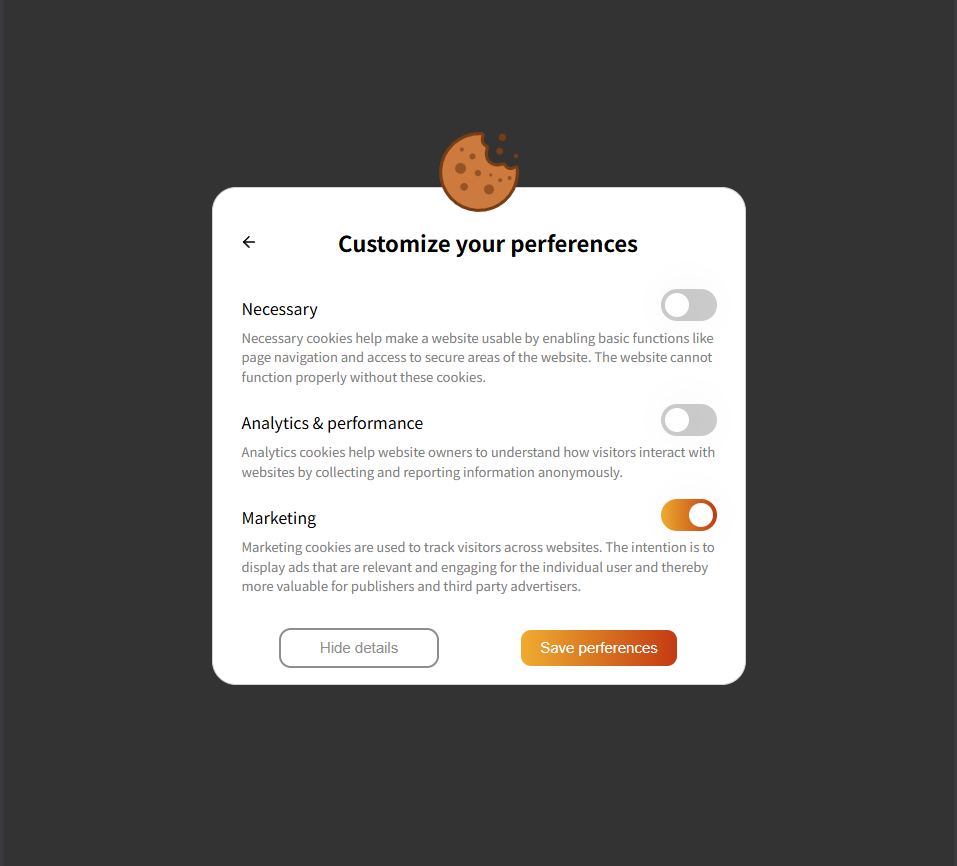 Customize your perferences
Necessary
Necessary cookies help make a website usable by enabling basic functions like
page navigation and access to secure areas of the website. The website cannot
function properly without these cookies.
Analytics & performance
Analytics cookies help website owners to understand how visitors interact with
websites by collecting and reporting information anonymously.
Marketing
Marketing cookies are used to track visitors across websites. The intention is to
display ads that are relevant and engaging for the individual user and thereby
more valuable for publishers and third party advertisers.
Hide details
Save perferences